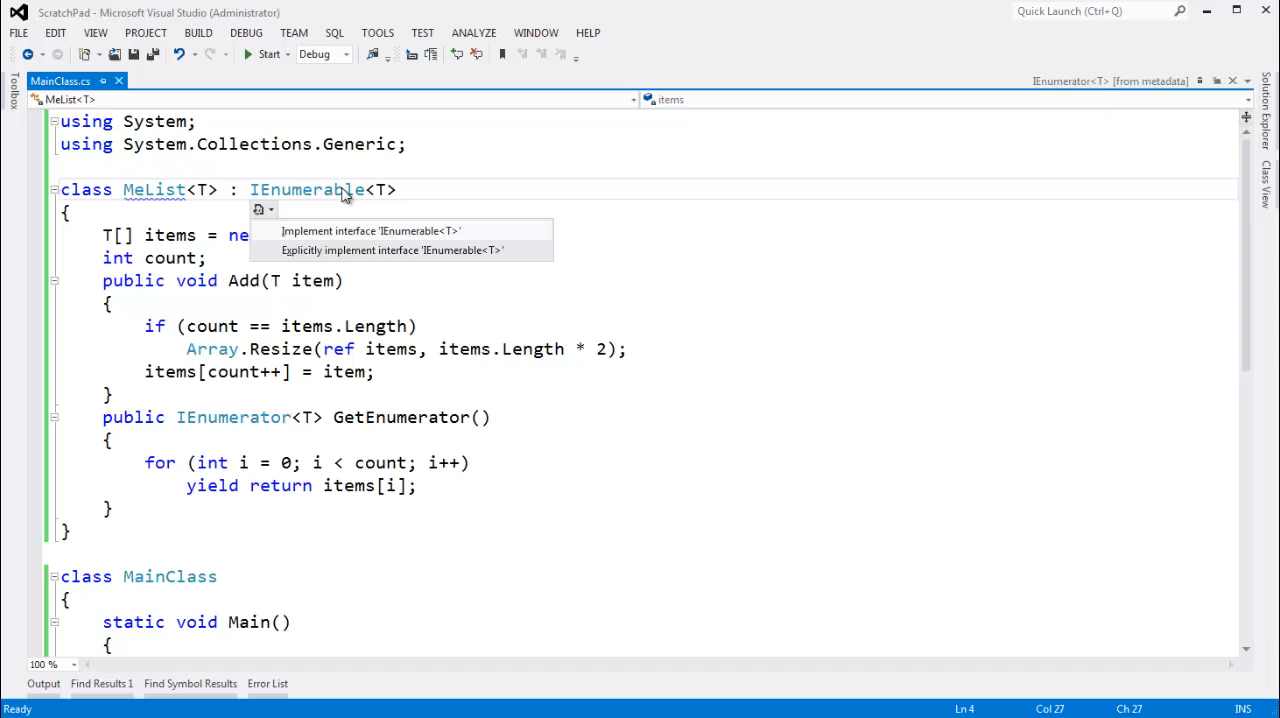 ScratchPad - Microsoft Visual Studio (Administrator)
Quick Launch (Ctrl+Q)
FILE EDIT VIEW PROJECT BUILD DEBUG TEAM SQL TOOLS TEST ANALYZE WINDOW HELP
Start Debug
MainClass.cs
IEnumerator<T> [from metadata]
MeList<T>
items
Toolbox
Solution Explorer
Class View
using System;
using System.Collections.Generic;
class MeList<T> : IEnumerable<T>
{
Implement interface 'IEnumerable<T>'
Explicitly implement interface 'IEnumerable<T>'
T[] items = ne
int count;
public void Add(T item)
{
if (count == items.Length)
Array.Resize(ref items, items.Length * 2);
items[count++] = item;
}
public IEnumerator<T> GetEnumerator()
{
for (int i = 0; i < count; i++)
yield return items[i];
}
}
class MainClass
{
static void Main()
{
100 %
Output Find Results 1 Find Symbol Results Error List
Ready Ln 4 Col 27 Ch 27 INS